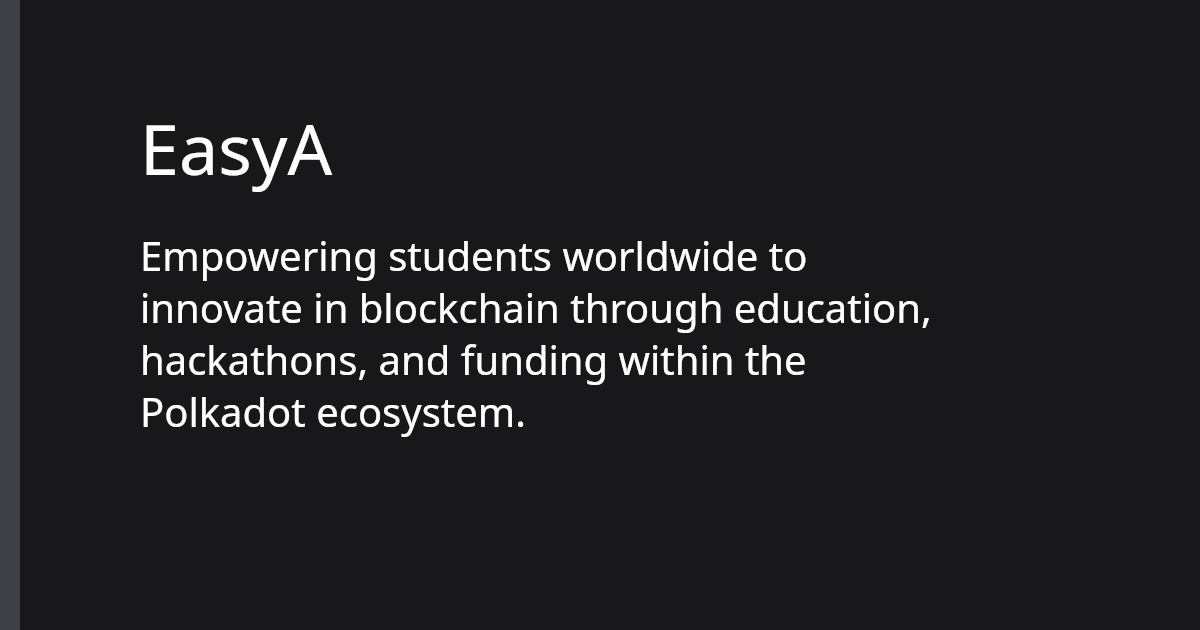 EasyA
Empowering students worldwide to
innovate in blockchain through education,
hackathons, and funding within the
Polkadot ecosystem.